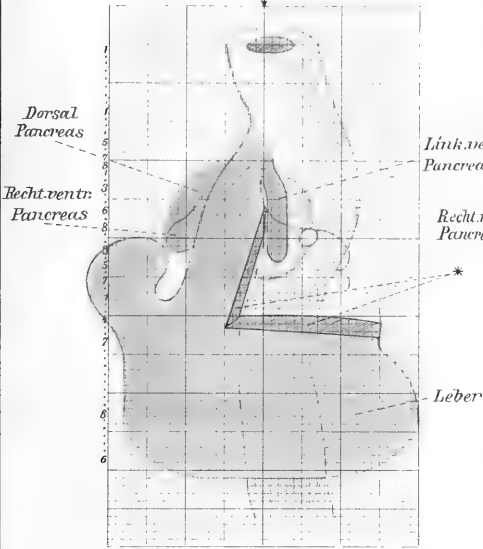 Dorsal
Pancreas
Link.ve
Pancrea
Recht.ventr.
Pancreas
Recht.
Pancre
*
Leber